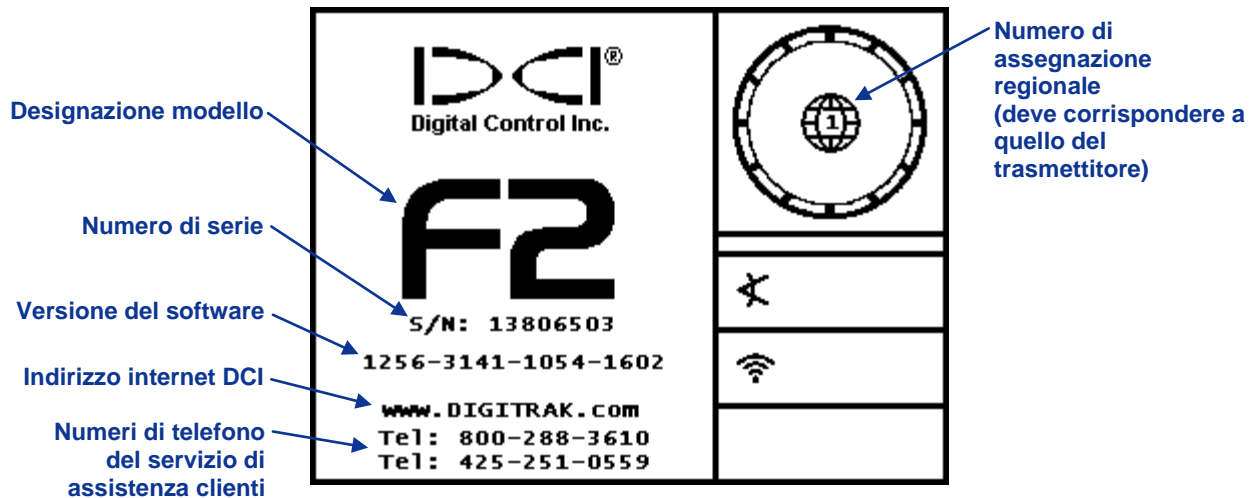 Designazione modello
Numero di serie
Versione del software
Indirizzo internet DCI
Numeri di telefono
del servizio di
assistenza clienti
DCI®
Digital Control Inc.
F2
S/N: 13806503
1256-3141-1054-1602
www.DIGITRAK.com
Tel: 800-288-3610
Tel: 425-251-0559
1
Numero di
assegnazione
regionale
(deve corrispondere a
quello del
trasmettitore)